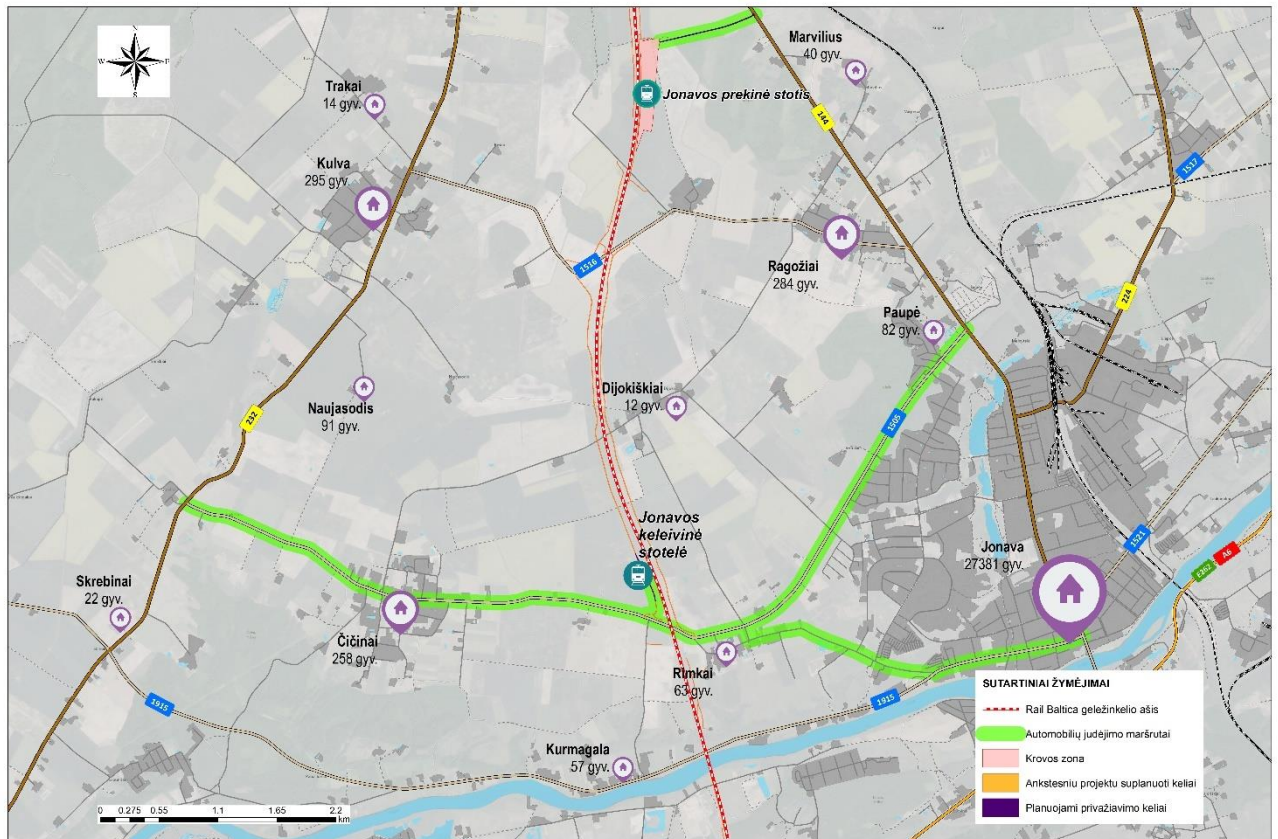 N
W
P
S
Trakai
14 gyv.
Kulva
295 gyv.
Marvilius
40 gyv.
Jonavos prekinė stotis
144
1517
1516
Ragožiai
284 gyv.
224
Paupė
82 gyv.
Naujasodis
91 gyv.
232
Dijokiškiai
12 gyv.
1505
Jonavos
keleivinė
stotelė
Jonava
27381 gyv.
1521
E262
A6
Skrebinai
22 gyv.
Čičinai
258 gyv.
Rimkai
63 gyv.
1915
1915
Kurmagala
57 gyv.
SUTARTINIAI ŽYMĖJIMAI
Rail Baltica geležinkelio ašis
Automobilių judėjimo maršrutai
Krovos zona
Ankstesniu projektu suplanuoti keliai
Planuojami privažiavimo keliai
0 0.275 0.55 1.1 1.65 2.2
km